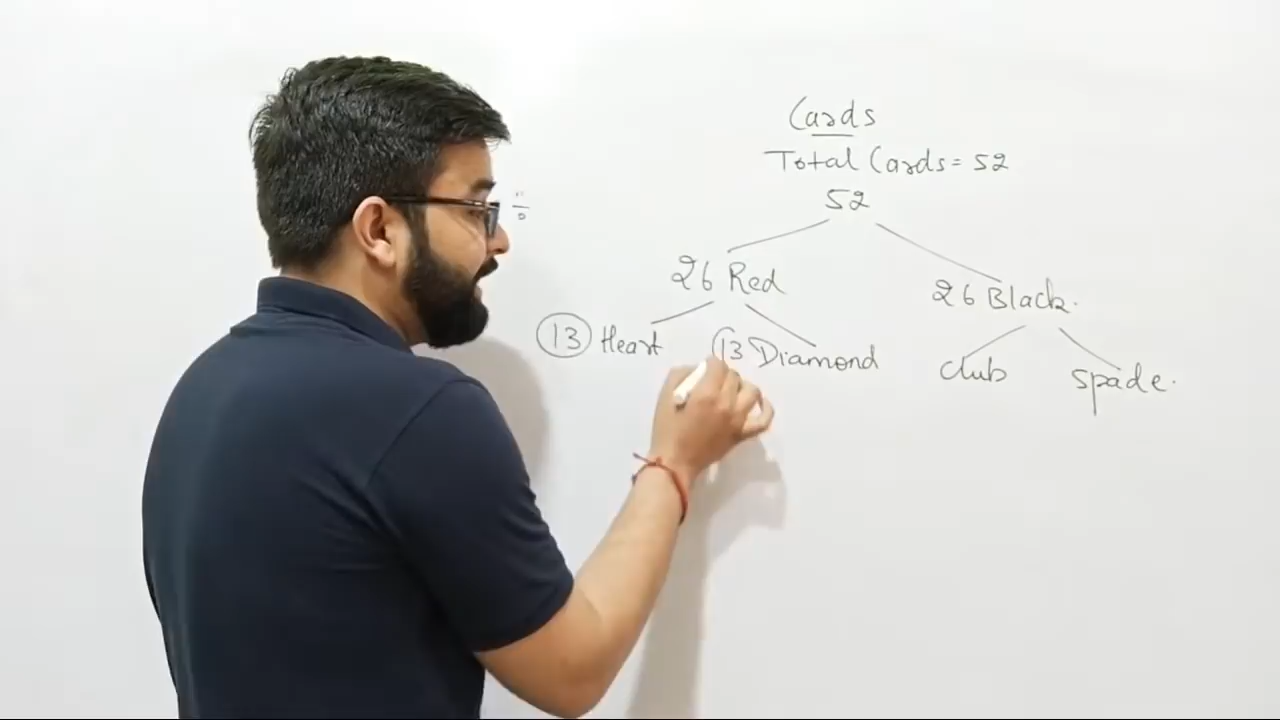 Cards
Total Cards = 52
52
26 Red 26 Black.
13 Heart 13 Diamond club spade.